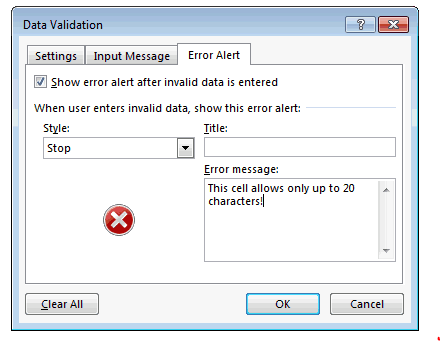 Data Validation
Settings Input Message Error Alert
Show error alert after invalid data is entered
When user enters invalid data, show this error alert:
Style: Title:
Stop
Error message:
This cell allows only up to 20
characters!
Clear All OK Cancel